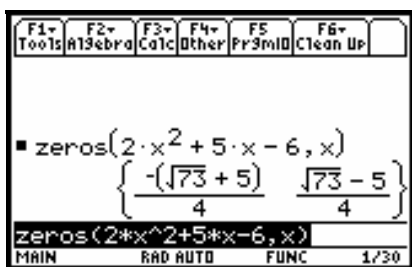 F1▾ F2▾ F3▾ F4▾ F5 F6▾
Tools Algebra Calc Other PrgmIO Clean Up
▪ zeros(2·x² + 5·x − 6, x)
{ -(√73 + 5)/4 (√73 − 5)/4 }
zeros(2*x^2+5*x-6,x)
MAIN RAD AUTO FUNC 1/30